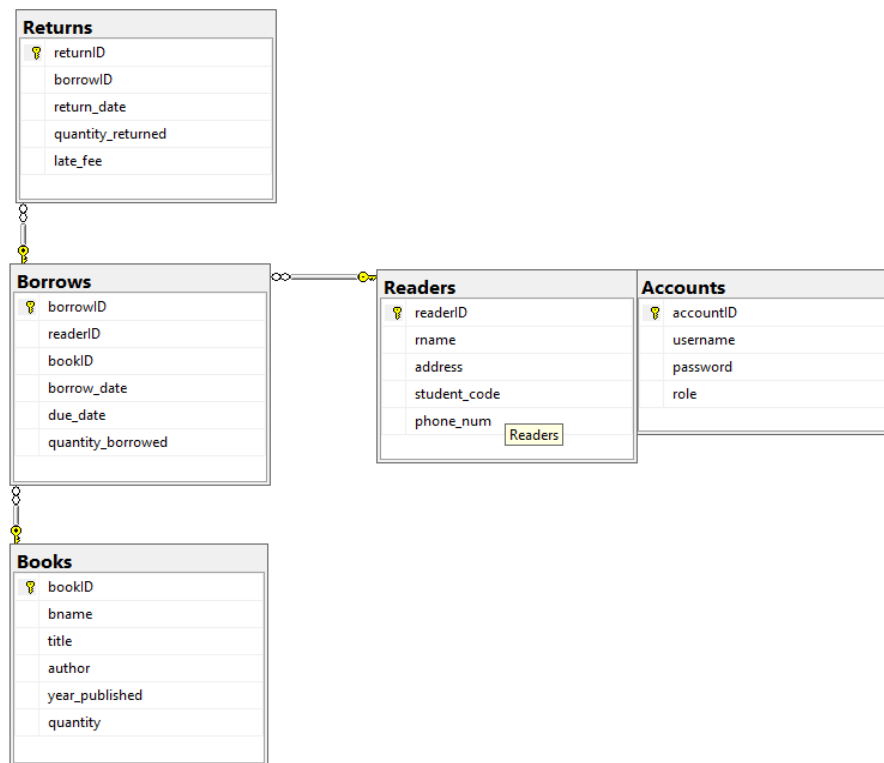 Returns
returnID
borrowID
return_date
quantity_returned
late_fee
Borrows
borrowID
readerID
bookID
borrow_date
due_date
quantity_borrowed
Readers
readerID
rname
address
student_code
phone_num
Readers
Accounts
accountID
username
password
role
Books
bookID
bname
title
author
year_published
quantity